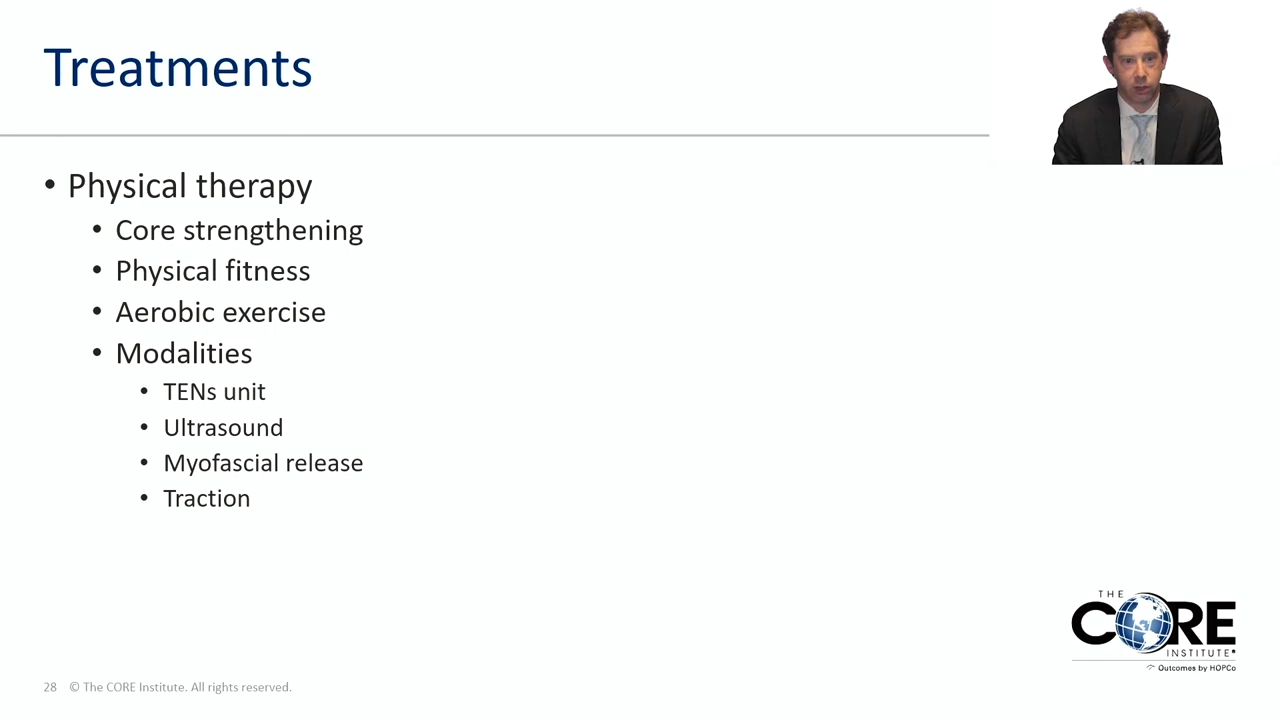 Treatments
• Physical therapy
• Core strengthening
• Physical fitness
• Aerobic exercise
• Modalities
• TENs unit
• Ultrasound
• Myofascial release
• Traction
THE
CORE
INSTITUTE
Outcomes by HOPCo
28 © The CORE Institute. All rights reserved.